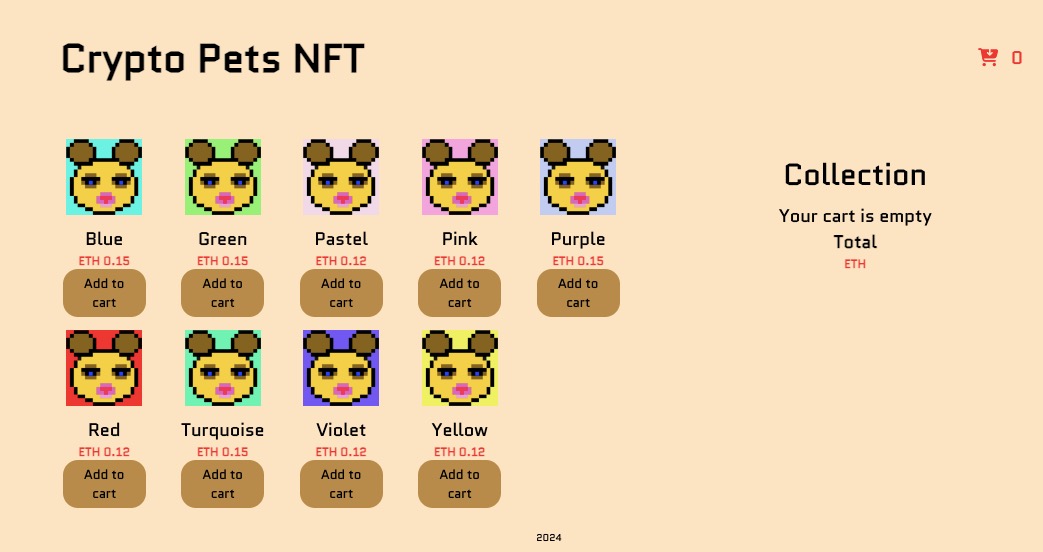 Crypto Pets NFT
0
Blue
ETH 0.15
Add to
cart
Green
ETH 0.15
Add to
cart
Pastel
ETH 0.12
Add to
cart
Pink
ETH 0.12
Add to
cart
Purple
ETH 0.15
Add to
cart
Red
ETH 0.12
Add to
cart
Turquoise
ETH 0.15
Add to
cart
Violet
ETH 0.12
Add to
cart
Yellow
ETH 0.12
Add to
cart
Collection
Your cart is empty
Total
ETH
2024